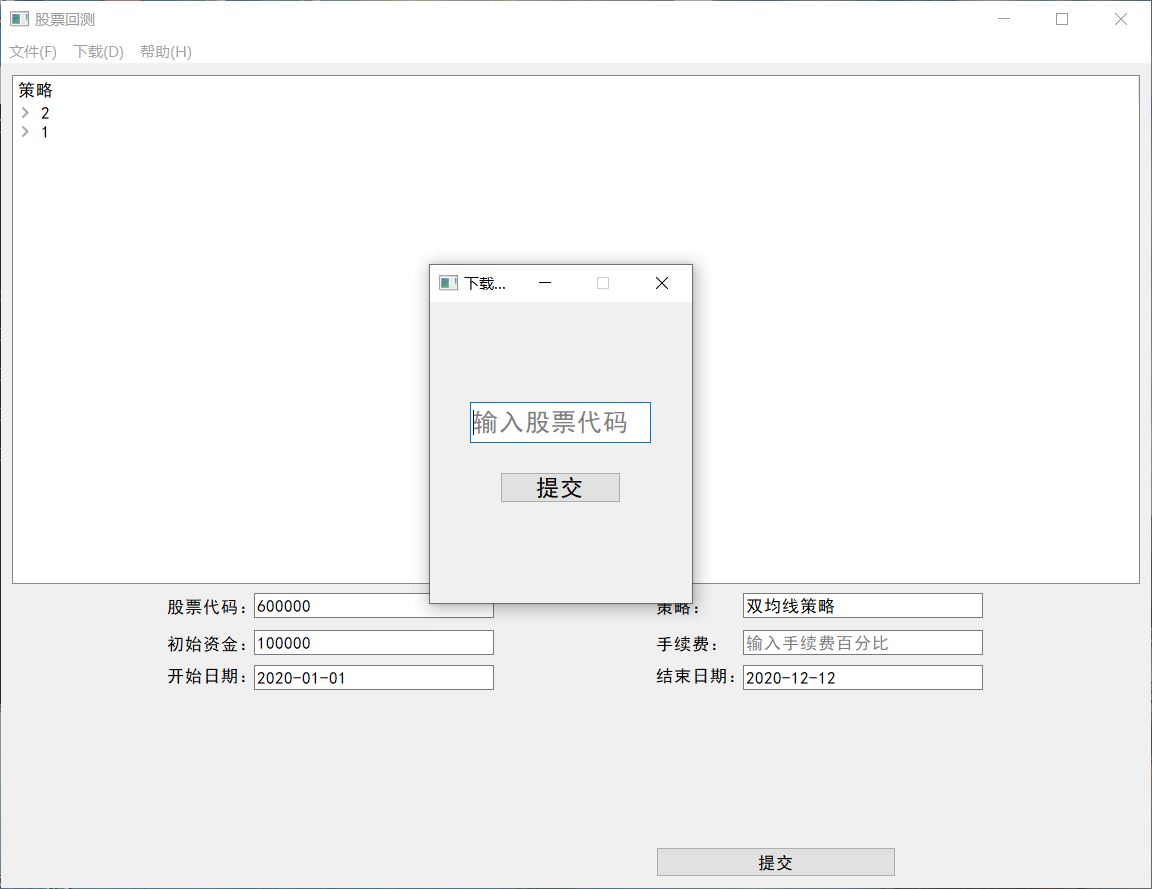 股票回测
文件(F) 下载(D) 帮助(H)
策略
2
1
下载...
输入股票代码
提交
股票代码： 600000 策略： 双均线策略
初始资金： 100000 手续费： 输入手续费百分比
开始日期： 2020-01-01 结束日期： 2020-12-12
提交